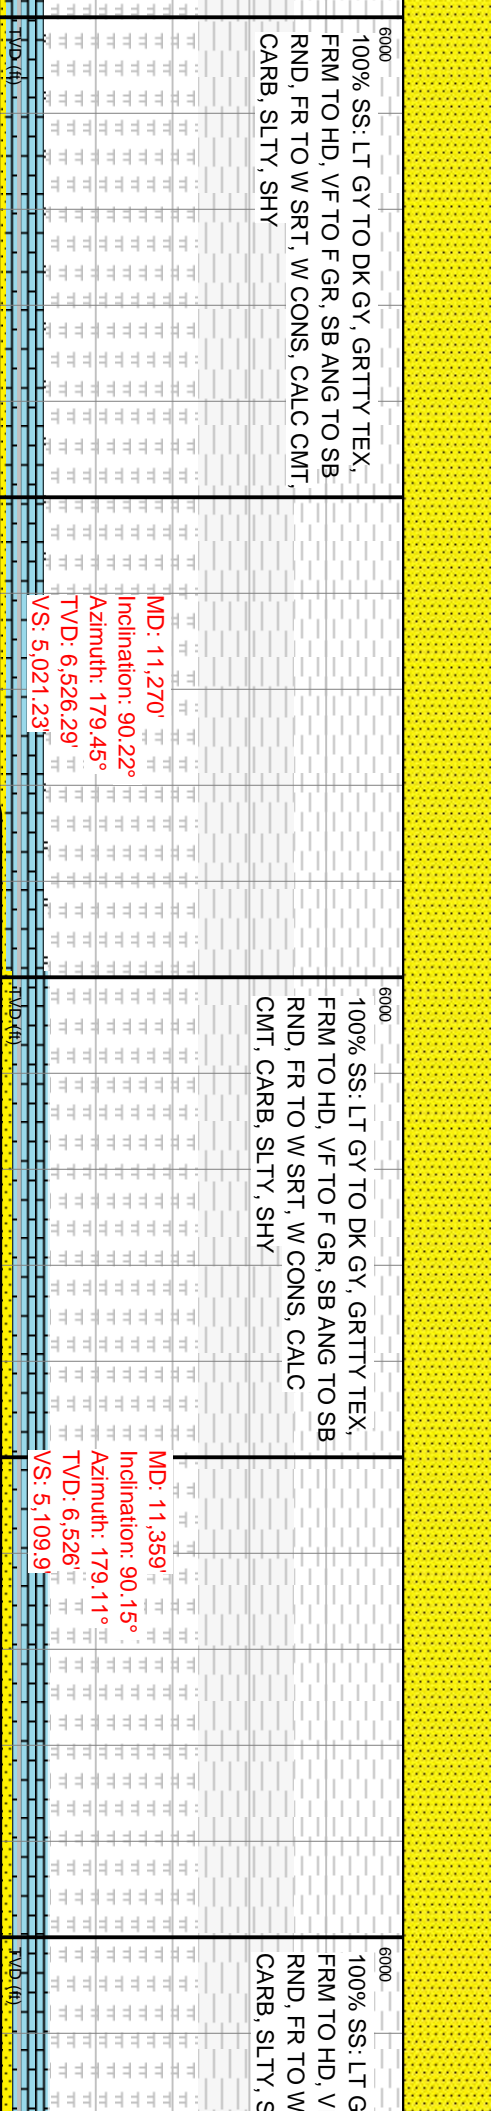 6000
100% SS: LT GY TO DK GY, GRTTY TEX,
FRM TO HD, VF TO F GR, SB ANG TO SB
RND, FR TO W SRT, W CONS, CALC CMT,
CARB, SLTY, SHY
TVD (ft)
MD: 11,270'
Inclination: 90.22°
Azimuth: 179.45°
TVD: 6,526.29'
VS: 5,021.23'
6000
100% SS: LT GY TO DK GY, GRTTY TEX,
FRM TO HD, VF TO F GR, SB ANG TO SB
RND, FR TO W SRT, W CONS, CALC
CMT, CARB, SLTY, SHY
TVD (ft)
MD: 11,359'
Inclination: 90.15°
Azimuth: 179.11°
TVD: 6,526'
VS: 5,109.9'
6000
100% SS: LT G
FRM TO HD, V
RND, FR TO W
CARB, SLTY, S
TVD (ft)